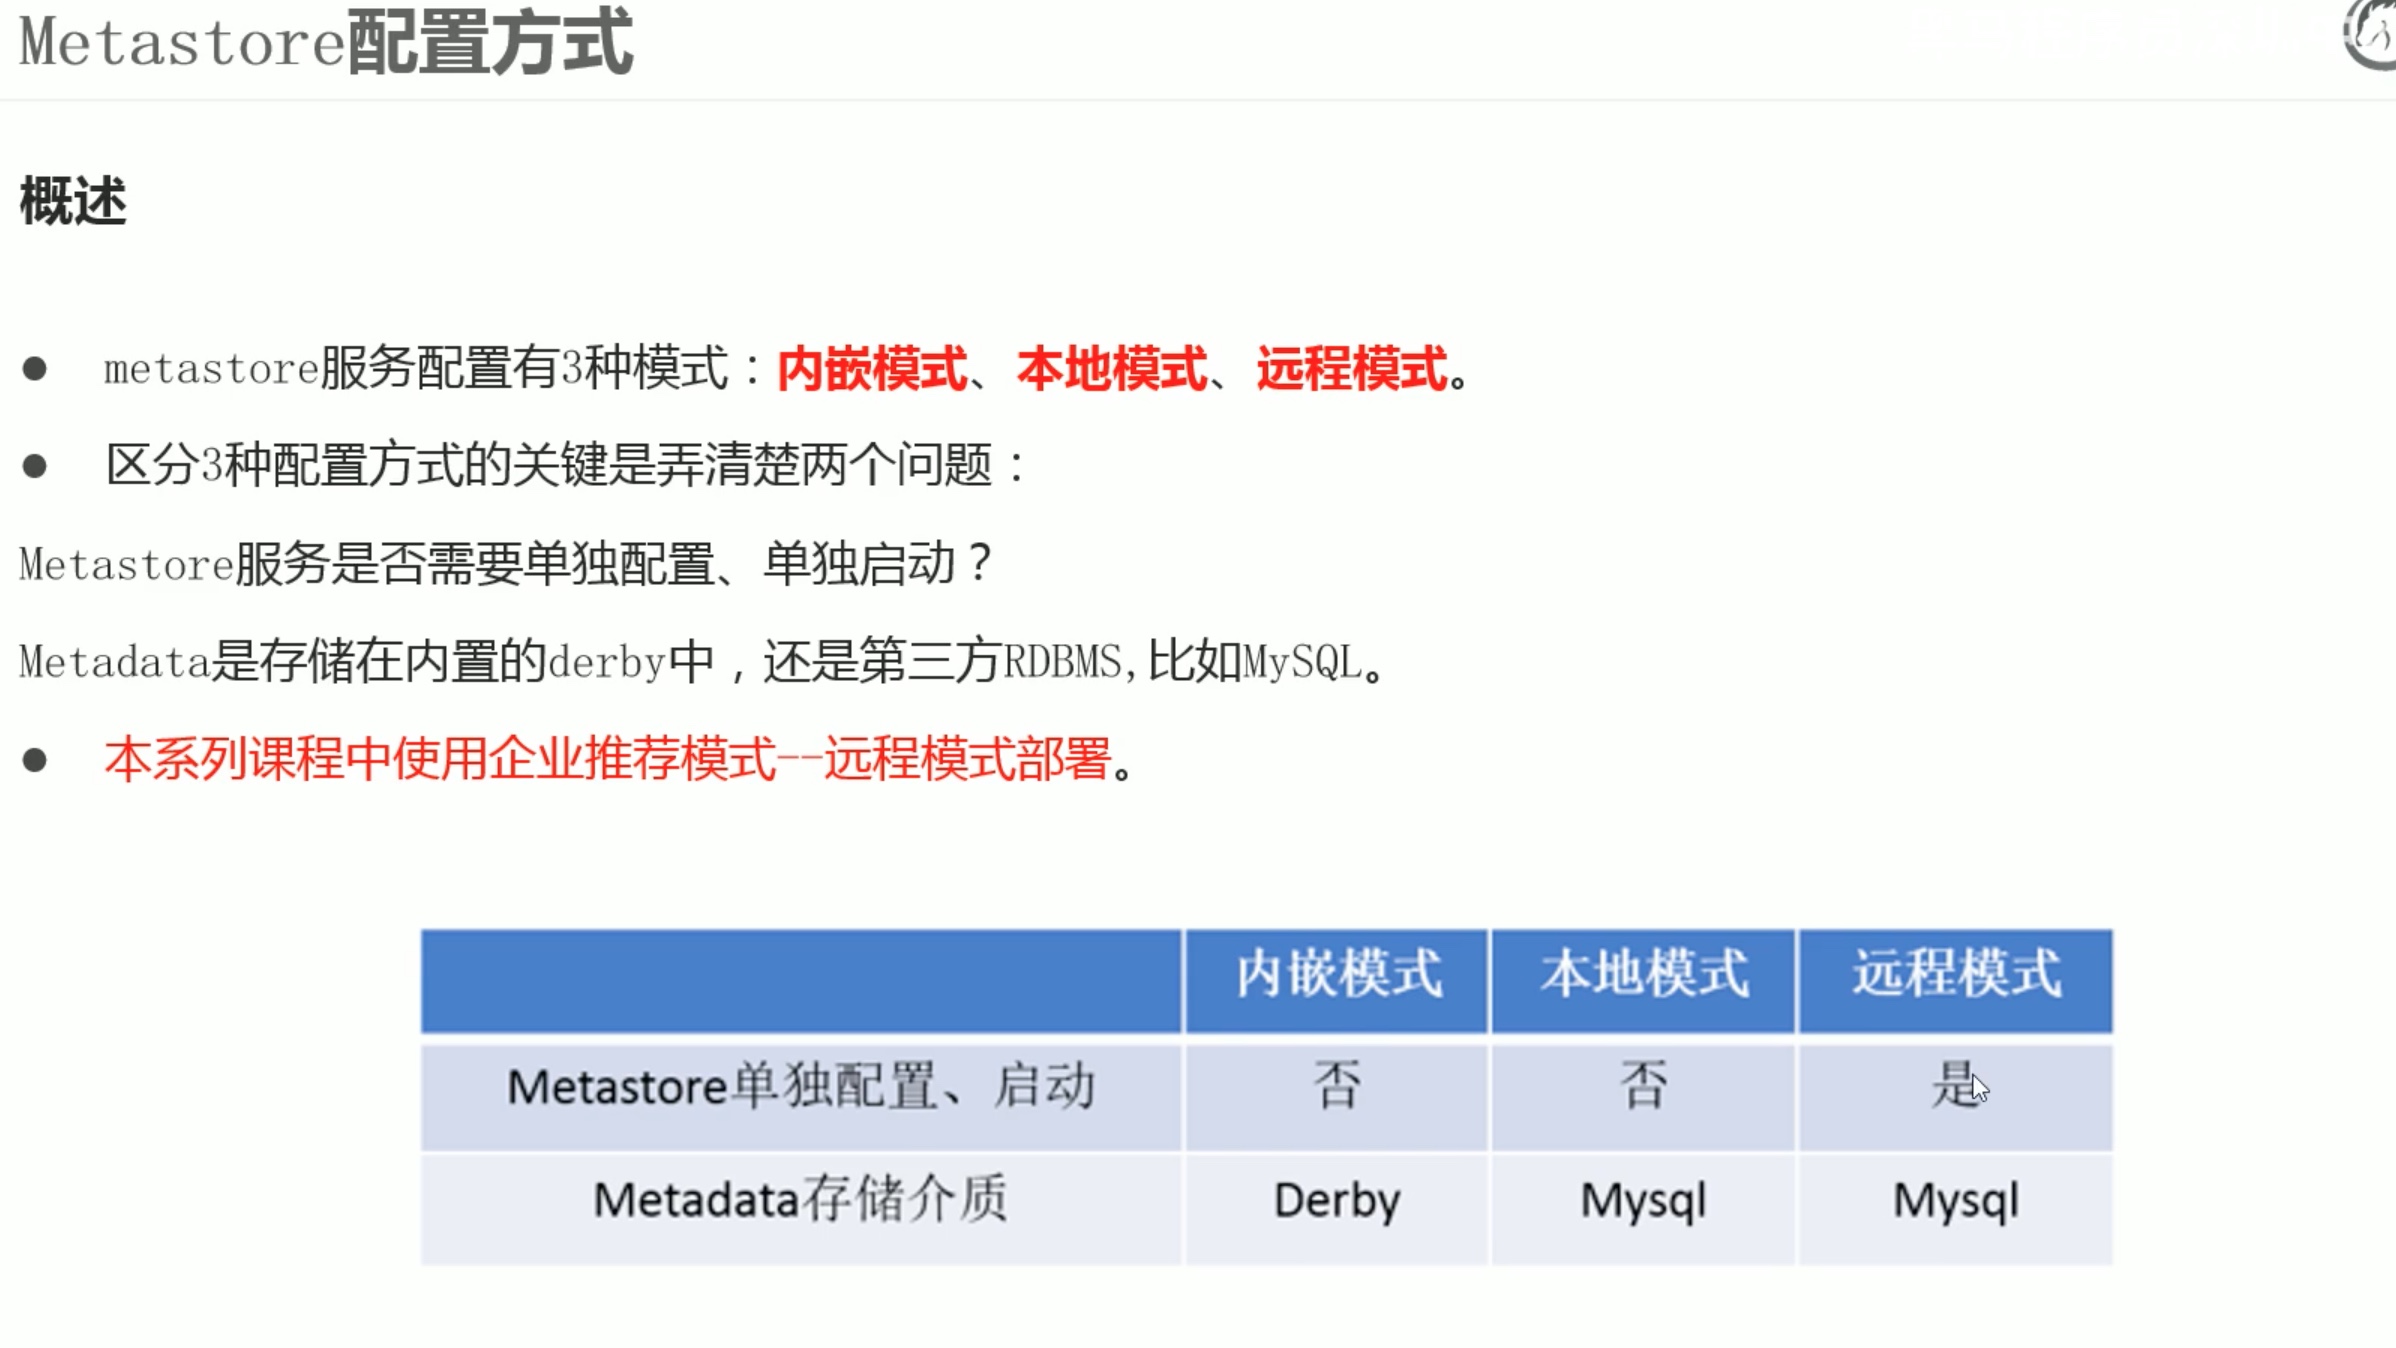 Metastore配置方式
概述
● metastore服务配置有3种模式：内嵌模式、本地模式、远程模式。
● 区分3种配置方式的关键是弄清楚两个问题：
Metastore服务是否需要单独配置、单独启动？
Metadata是存储在内置的derby中，还是第三方RDBMS,比如MySQL。
● 本系列课程中使用企业推荐模式--远程模式部署。
内嵌模式 本地模式 远程模式
Metastore单独配置、启动 否 否 是
Metadata存储介质 Derby Mysql Mysql